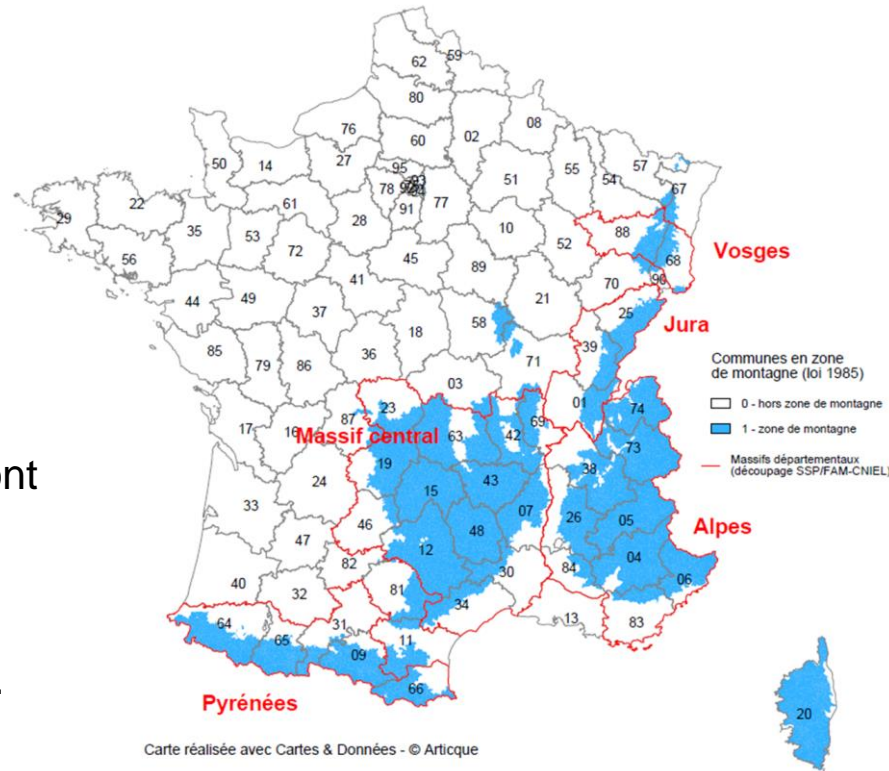 62 59
80
76 60 02 08
50 14 27 95 93 51 55 54 57 67
78 77
29 22 61 28 91
35 53 72 10 52 88 68
Vosges
56 45 89 70 90
41 21
44 49 37 25
Jura
18 58 39
85 79 86 36 71
03 01
Communes en zone
de montagne (loi 1985)
0 - hors zone de montagne
1 - zone de montagne
Massifs départementaux
(découpage SSP/FAM-CNIEL)
87 23 74
17 16 Massif central 63 42 69
19 73
ont
24 43 38
15
33 46 07 26 05
48
Alpes
47 12 04
82 30 84 06
40 32 81
34 13 83
64 31 11
65 09
66
.
Pyrénées
20
Carte réalisée avec Cartes & Données - © Articque